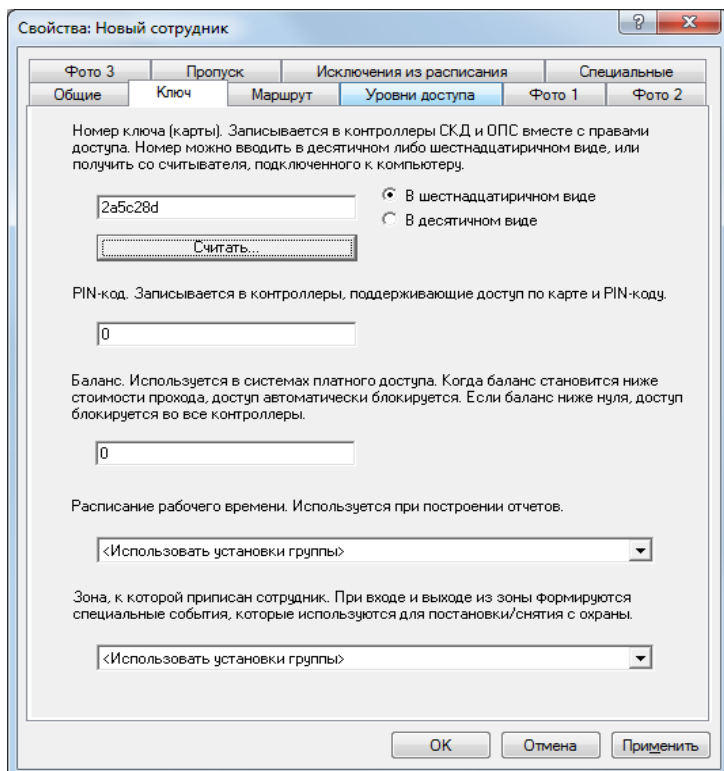 Свойства: Новый сотрудник
Фото 3 Пропуск Исключения из расписания Специальные
Общие Ключ Маршрут Уровни доступа Фото 1 Фото 2
Номер ключа (карты). Записывается в контроллеры СКД и ОПС вместе с правами
доступа. Номер можно вводить в десятичном либо шестнадцатиричном виде, или
получить со считывателя, подключенного к компьютеру.
2a5c28d
В шестнадцатиричном виде
В десятичном виде
Считать...
PIN-код. Записывается в контроллеры, поддерживающие доступ по карте и PIN-коду.
0
Баланс. Используется в системах платного доступа. Когда баланс становится ниже
стоимости прохода, доступ автоматически блокируется. Если баланс ниже нуля, доступ
блокируется во все контроллеры.
0
Расписание рабочего времени. Используется при построении отчетов.
<Использовать установки группы>
Зона, к которой приписан сотрудник. При входе и выходе из зоны формируются
специальные события, которые используются для постановки/снятия с охраны.
<Использовать установки группы>
OK Отмена Применить